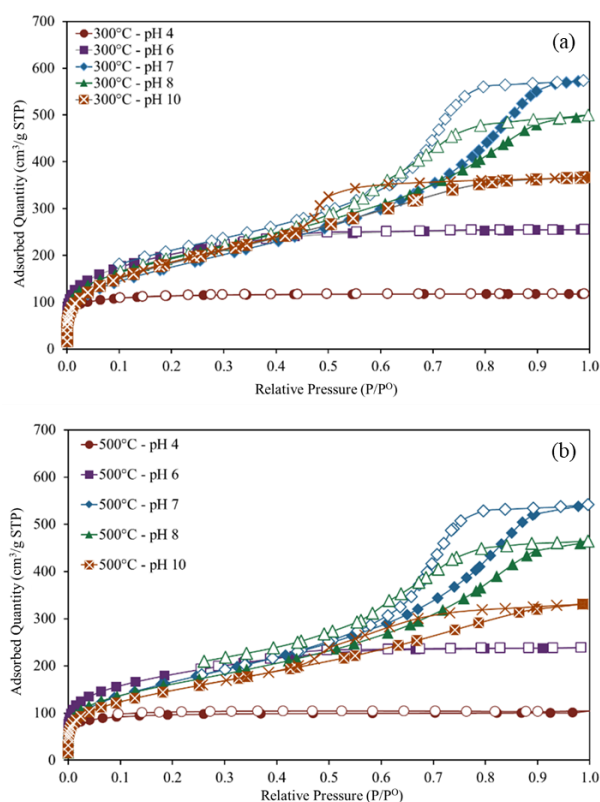 700
(a)
300°C - pH 4
600
300°C - pH 6
300°C - pH 7
500
300°C - pH 8
300°C - pH 10
400
300
200
100
0
Adsorbed Quantity (cm³/g STP)
0.0 0.1 0.2 0.3 0.4 0.5 0.6 0.7 0.8 0.9 1.0
Relative Pressure (P/P⁰)
700
(b)
500°C - pH 4
600
500°C - pH 6
500
500°C - pH 7
400
500°C - pH 8
300
500°C - pH 10
200
100
0
Adsorbed Quantity (cm³/g STP)
0.0 0.1 0.2 0.3 0.4 0.5 0.6 0.7 0.8 0.9 1.0
Relative Pressure (P/P⁰)